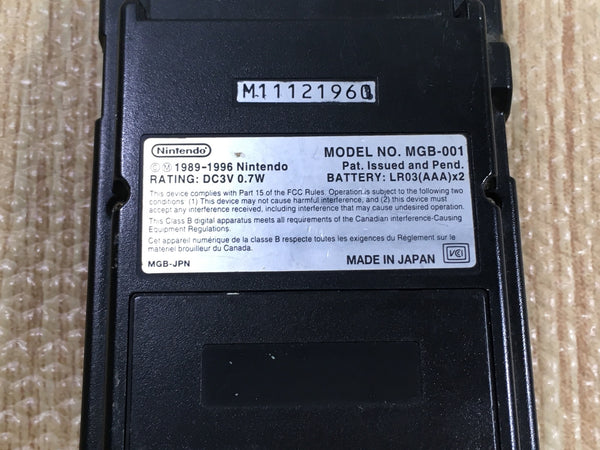 Nintendo
MODEL NO. MGB-001
©Ⓜ 1989-1996 Nintendo
Pat. Issued and Pend.
RATING: DC3V 0.7W
BATTERY: LR03(AAA)x2
This device complies with Part 15 of the FCC Rules. Operation is subject to the following two
conditions (1) This device may not cause harmful interference, and (2) this device must
accept any interference received, including interference that may cause undesired operation.
This Class B digital apparatus meets all requirements of the Canadian interference-Causing
Equipment Regulations.
Cet appareil numérique de la classe B respecte toutes les exigences du Règlement sur le
matériel brouilleur du Canada.
MGB-JPN
MADE IN JAPAN
VCI